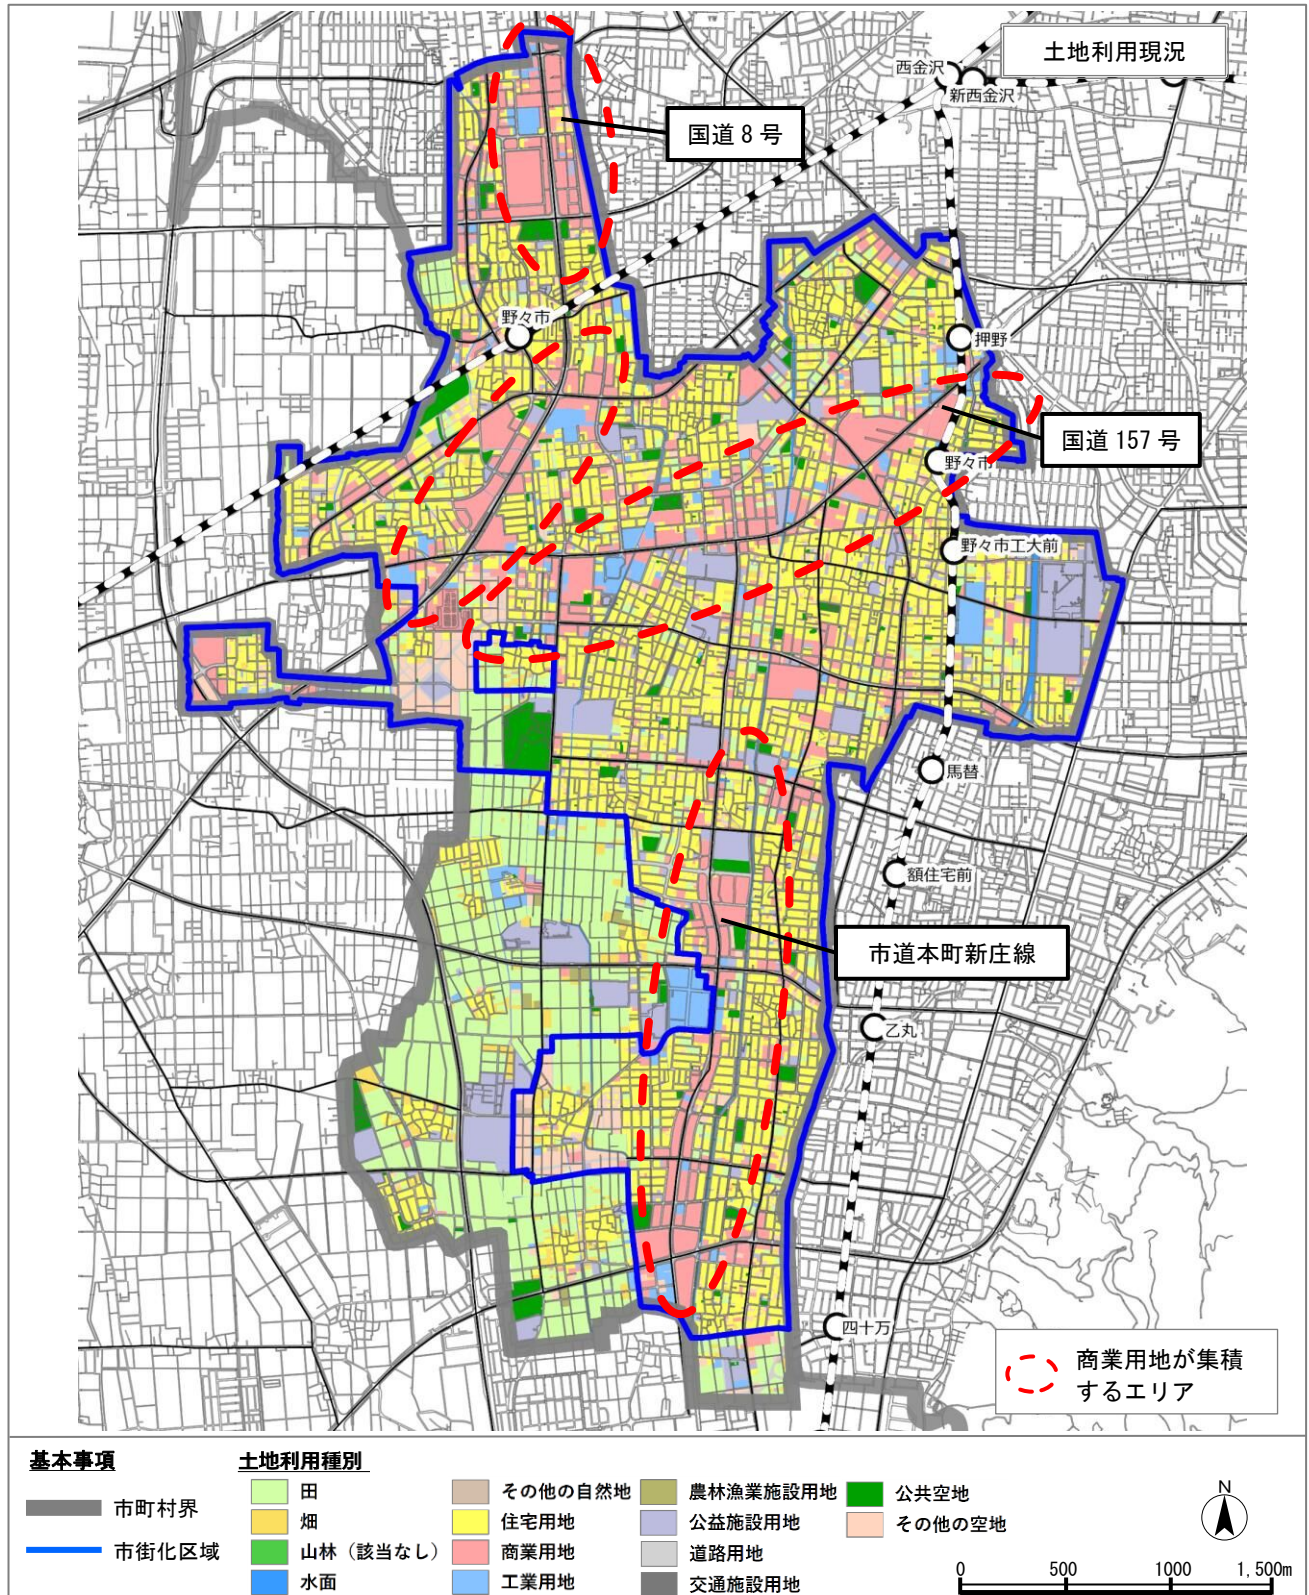 土地利用現況
西金沢
新西金沢
国道8号
野々市
押野
国道157号
野々市
野々市工大前
馬替
額住宅前
市道本町新庄線
乙丸
四十万
商業用地が集積
するエリア
基本事項
市町村界
市街化区域
土地利用種別
田
畑
山林（該当なし）
水面
その他の自然地
住宅用地
商業用地
工業用地
農林漁業施設用地
公益施設用地
道路用地
交通施設用地
公共空地
その他の空地
N
0 500 1000 1,500m